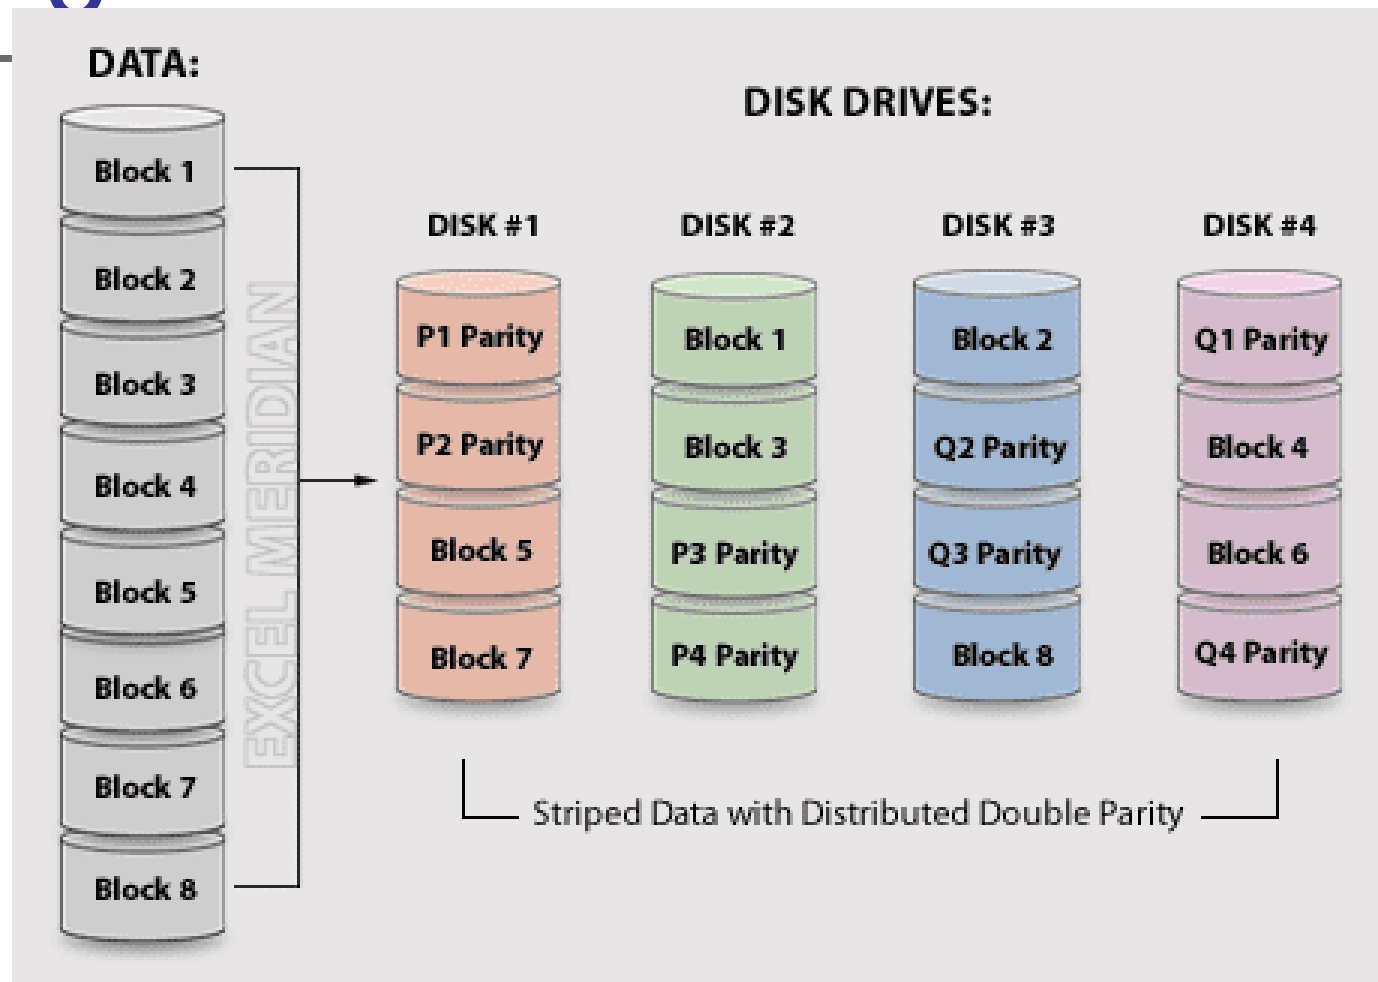 DATA:
Block 1
Block 2
Block 3
Block 4
Block 5
Block 6
Block 7
Block 8
EXCEL MERIDIAN
DISK DRIVES:
DISK #1
P1 Parity
P2 Parity
Block 5
Block 7
DISK #2
Block 1
Block 3
P3 Parity
P4 Parity
DISK #3
Block 2
Q2 Parity
Q3 Parity
Block 8
DISK #4
Q1 Parity
Block 4
Block 6
Q4 Parity
Striped Data with Distributed Double Parity